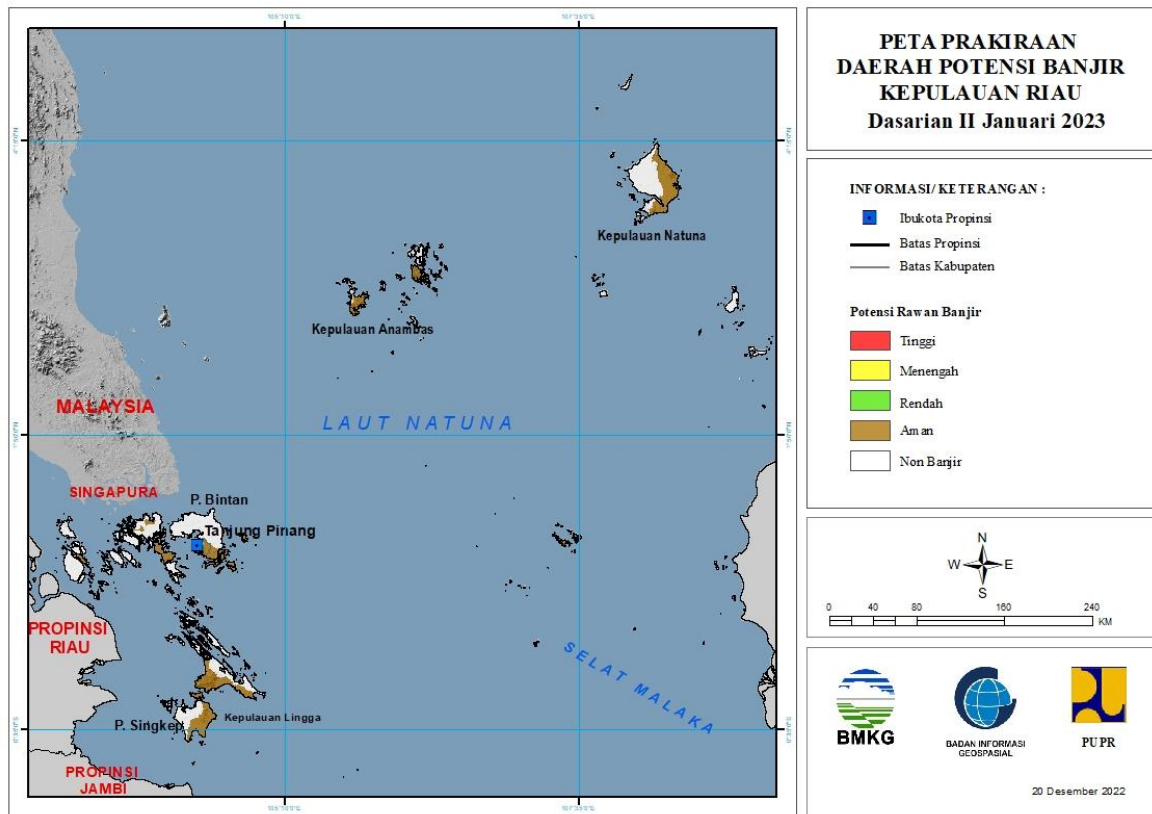 PETA PRAKIRAAN
DAERAH POTENSI BANJIR
KEPULAUAN RIAU
Dasarian II Januari 2023
INFORMASI/ KETERANGAN :
Ibukota Propinsi
Batas Propinsi
Batas Kabupaten
Potensi Rawan Banjir
Tinggi
Menengah
Rendah
Aman
Non Banjir
N
W E
S
0 40 80 160 240
KM
BMKG
BADAN INFORMASI
GEOSPASIAL
PUPR
20 Desember 2022
Kepulauan Natuna
Kepulauan Anambas
MALAYSIA
LAUT NATUNA
SINGAPURA
P. Bintan
Tanjung Pinang
PROPINSI
RIAU
SELAT MALAKA
Kepulauan Lingga
P. Singkep
PROPINSI
JAMBI